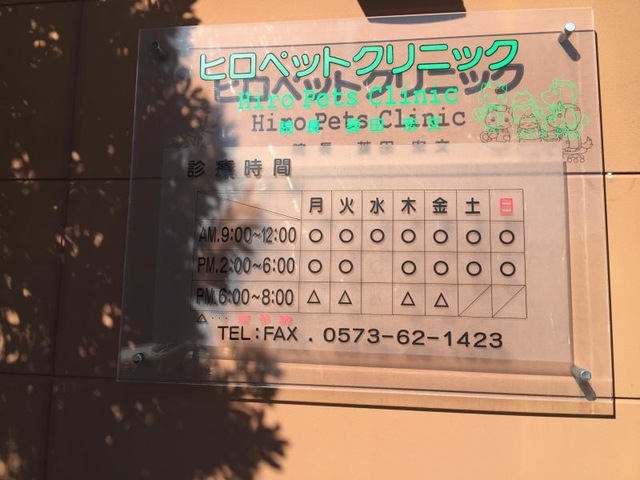 ヒロペットクリニック
Hiro Pets Clinic
院長
診療時間
月 火 水 木 金 土 日
AM.9:00~12:00 ○ ○ ○ ○ ○ ○ ○
PM.2:00~6:00 ○ ○ ○ ○ ○ ○
PM.6:00~8:00 △ △ △ △ ／ ／
△･･･
TEL:FAX . 0573-62-1423